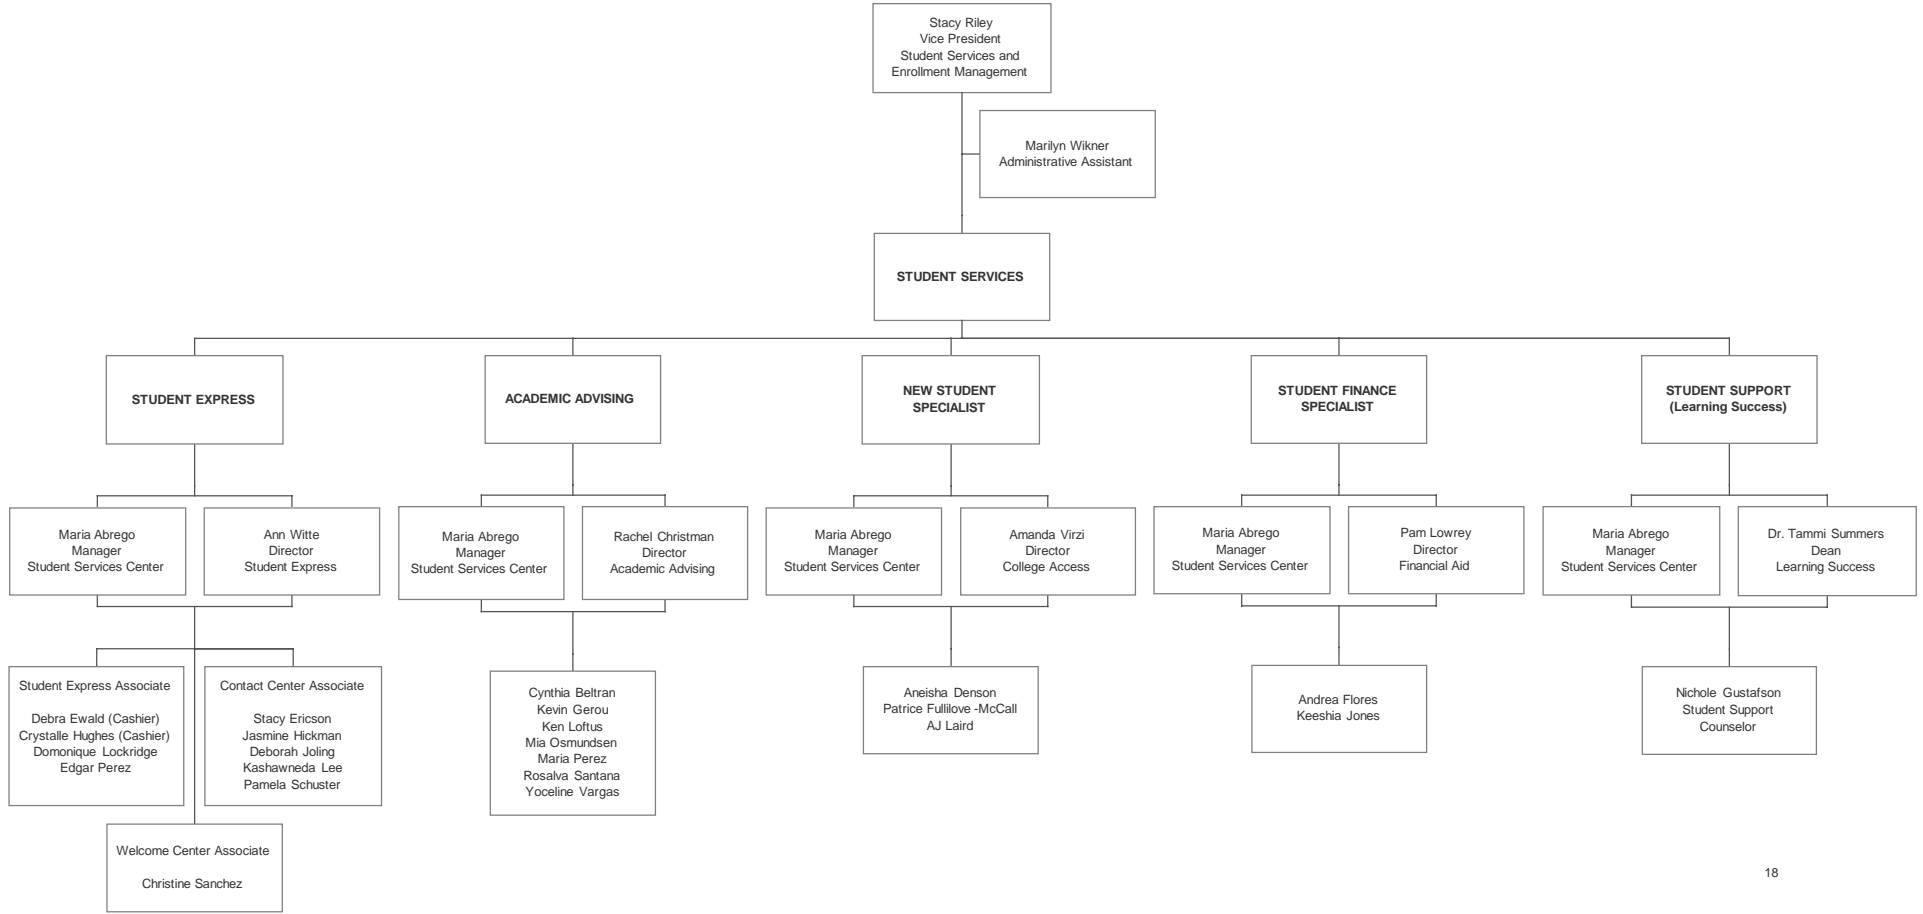 Stacy Riley
Vice President
Student Services and
Enrollment Management
Marilyn Wikner
Administrative Assistant
STUDENT SERVICES
STUDENT EXPRESS
ACADEMIC ADVISING
NEW STUDENT
SPECIALIST
STUDENT FINANCE
SPECIALIST
STUDENT SUPPORT
(Learning Success)
Maria Abrego
Manager
Student Services Center
Ann Witte
Director
Student Express
Maria Abrego
Manager
Student Services Center
Rachel Christman
Director
Academic Advising
Maria Abrego
Manager
Student Services Center
Amanda Virzi
Director
College Access
Maria Abrego
Manager
Student Services Center
Pam Lowrey
Director
Financial Aid
Maria Abrego
Manager
Student Services Center
Dr. Tammi Summers
Dean
Learning Success
Student Express Associate
Debra Ewald (Cashier)
Crystalle Hughes (Cashier)
Domonique Lockridge
Edgar Perez
Contact Center Associate
Stacy Ericson
Jasmine Hickman
Deborah Joling
Kashawneda Lee
Pamela Schuster
Cynthia Beltran
Kevin Gerou
Ken Loftus
Mia Osmundsen
Maria Perez
Rosalva Santana
Yoceline Vargas
Aneisha Denson
Patrice Fullilove -McCall
AJ Laird
Andrea Flores
Keeshia Jones
Nichole Gustafson
Student Support
Counselor
Welcome Center Associate
Christine Sanchez
18